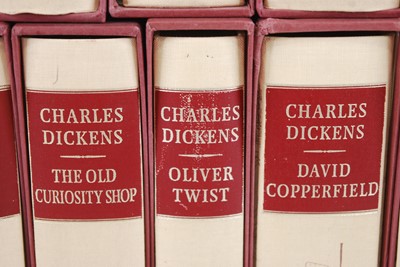 CHARLES
DICKENS
THE OLD
CURIOSITY SHOP
CHARLES
DICKENS
OLIVER
TWIST
CHARLES
DICKENS
DAVID
COPPERFIELD